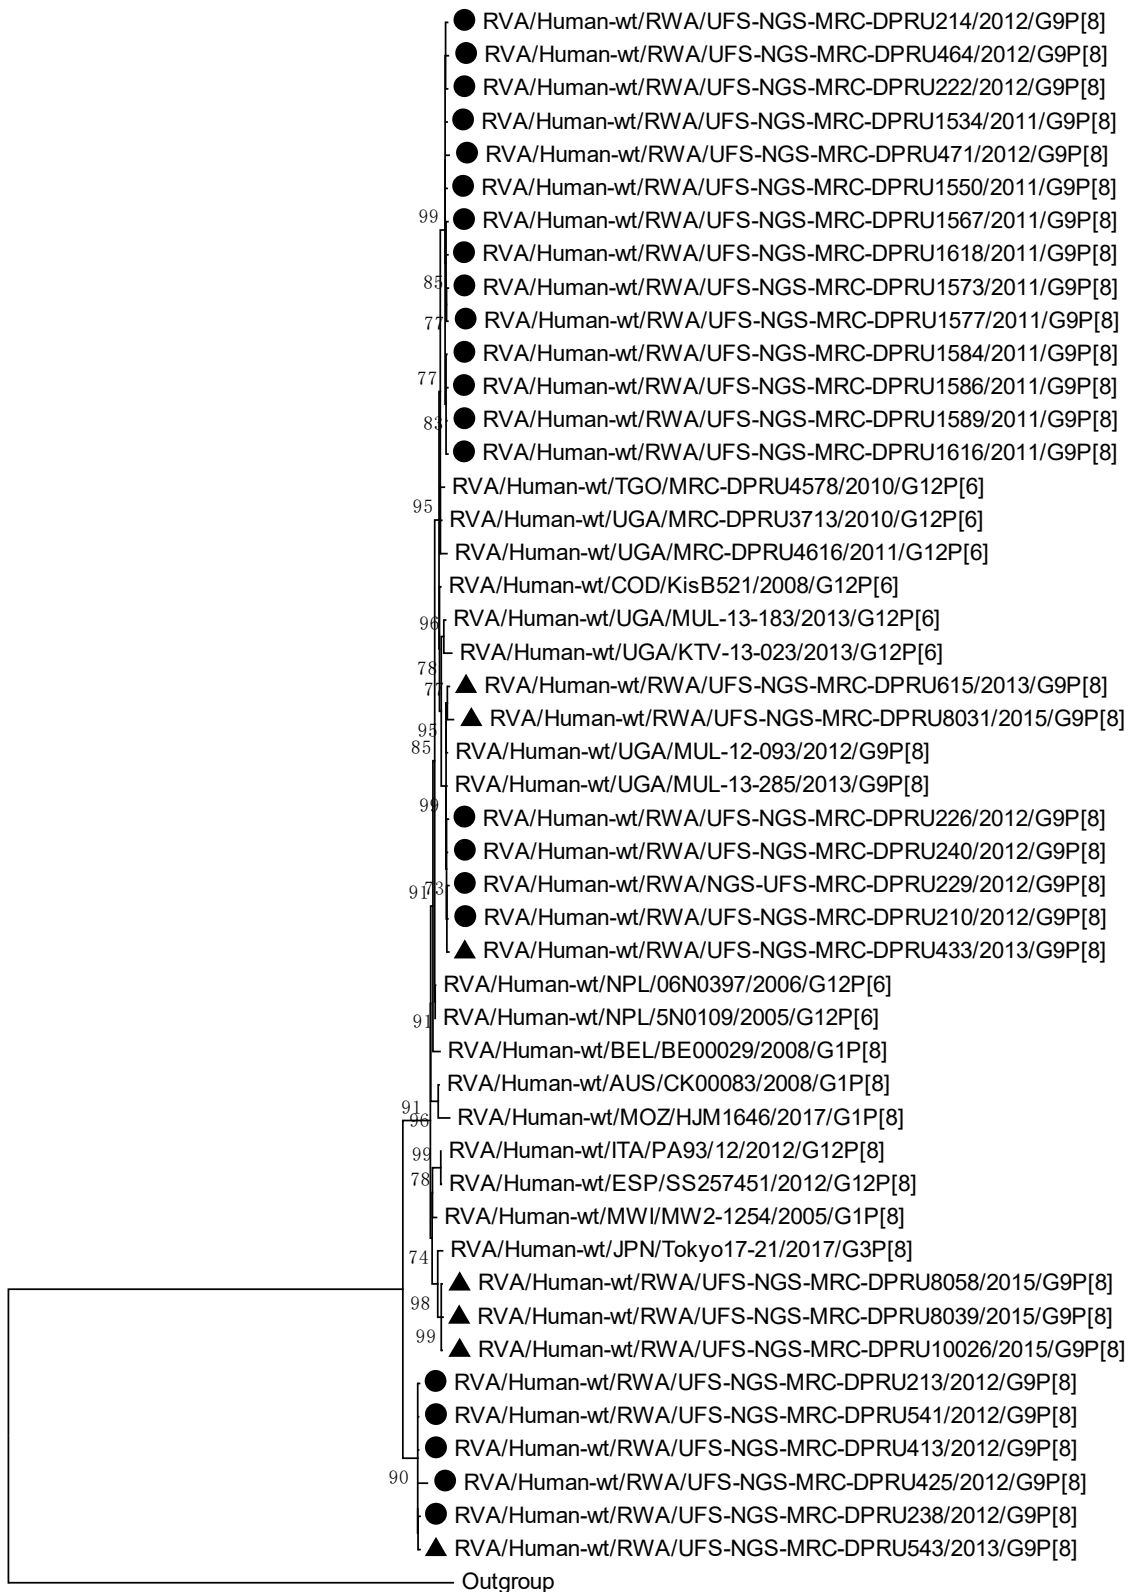 RVA/Human-wt/RWA/UFS-NGS-MRC-DPRU214/2012/G9P[8]
RVA/Human-wt/RWA/UFS-NGS-MRC-DPRU464/2012/G9P[8]
RVA/Human-wt/RWA/UFS-NGS-MRC-DPRU222/2012/G9P[8]
RVA/Human-wt/RWA/UFS-NGS-MRC-DPRU1534/2011/G9P[8]
RVA/Human-wt/RWA/UFS-NGS-MRC-DPRU471/2012/G9P[8]
RVA/Human-wt/RWA/UFS-NGS-MRC-DPRU1550/2011/G9P[8]
99 RVA/Human-wt/RWA/UFS-NGS-MRC-DPRU1567/2011/G9P[8]
RVA/Human-wt/RWA/UFS-NGS-MRC-DPRU1618/2011/G9P[8]
85 RVA/Human-wt/RWA/UFS-NGS-MRC-DPRU1573/2011/G9P[8]
77 RVA/Human-wt/RWA/UFS-NGS-MRC-DPRU1577/2011/G9P[8]
RVA/Human-wt/RWA/UFS-NGS-MRC-DPRU1584/2011/G9P[8]
77 RVA/Human-wt/RWA/UFS-NGS-MRC-DPRU1586/2011/G9P[8]
83 RVA/Human-wt/RWA/UFS-NGS-MRC-DPRU1589/2011/G9P[8]
RVA/Human-wt/RWA/UFS-NGS-MRC-DPRU1616/2011/G9P[8]
RVA/Human-wt/TGO/MRC-DPRU4578/2010/G12P[6]
95 RVA/Human-wt/UGA/MRC-DPRU3713/2010/G12P[6]
RVA/Human-wt/UGA/MRC-DPRU4616/2011/G12P[6]
RVA/Human-wt/COD/KisB521/2008/G12P[6]
96 RVA/Human-wt/UGA/MUL-13-183/2013/G12P[6]
78 RVA/Human-wt/UGA/KTV-13-023/2013/G12P[6]
77 RVA/Human-wt/RWA/UFS-NGS-MRC-DPRU615/2013/G9P[8]
95 RVA/Human-wt/RWA/UFS-NGS-MRC-DPRU8031/2015/G9P[8]
85 RVA/Human-wt/UGA/MUL-12-093/2012/G9P[8]
RVA/Human-wt/UGA/MUL-13-285/2013/G9P[8]
99 RVA/Human-wt/RWA/UFS-NGS-MRC-DPRU226/2012/G9P[8]
RVA/Human-wt/RWA/UFS-NGS-MRC-DPRU240/2012/G9P[8]
91 73 RVA/Human-wt/RWA/NGS-UFS-MRC-DPRU229/2012/G9P[8]
RVA/Human-wt/RWA/UFS-NGS-MRC-DPRU210/2012/G9P[8]
RVA/Human-wt/RWA/UFS-NGS-MRC-DPRU433/2013/G9P[8]
RVA/Human-wt/NPL/06N0397/2006/G12P[6]
91 RVA/Human-wt/NPL/5N0109/2005/G12P[6]
RVA/Human-wt/BEL/BE00029/2008/G1P[8]
RVA/Human-wt/AUS/CK00083/2008/G1P[8]
91
96 RVA/Human-wt/MOZ/HJM1646/2017/G1P[8]
99 RVA/Human-wt/ITA/PA93/12/2012/G12P[8]
78 RVA/Human-wt/ESP/SS257451/2012/G12P[8]
RVA/Human-wt/MWI/MW2-1254/2005/G1P[8]
74 RVA/Human-wt/JPN/Tokyo17-21/2017/G3P[8]
RVA/Human-wt/RWA/UFS-NGS-MRC-DPRU8058/2015/G9P[8]
98 RVA/Human-wt/RWA/UFS-NGS-MRC-DPRU8039/2015/G9P[8]
99 RVA/Human-wt/RWA/UFS-NGS-MRC-DPRU10026/2015/G9P[8]
RVA/Human-wt/RWA/UFS-NGS-MRC-DPRU213/2012/G9P[8]
RVA/Human-wt/RWA/UFS-NGS-MRC-DPRU541/2012/G9P[8]
RVA/Human-wt/RWA/UFS-NGS-MRC-DPRU413/2012/G9P[8]
90 RVA/Human-wt/RWA/UFS-NGS-MRC-DPRU425/2012/G9P[8]
RVA/Human-wt/RWA/UFS-NGS-MRC-DPRU238/2012/G9P[8]
RVA/Human-wt/RWA/UFS-NGS-MRC-DPRU543/2013/G9P[8]
Outgroup